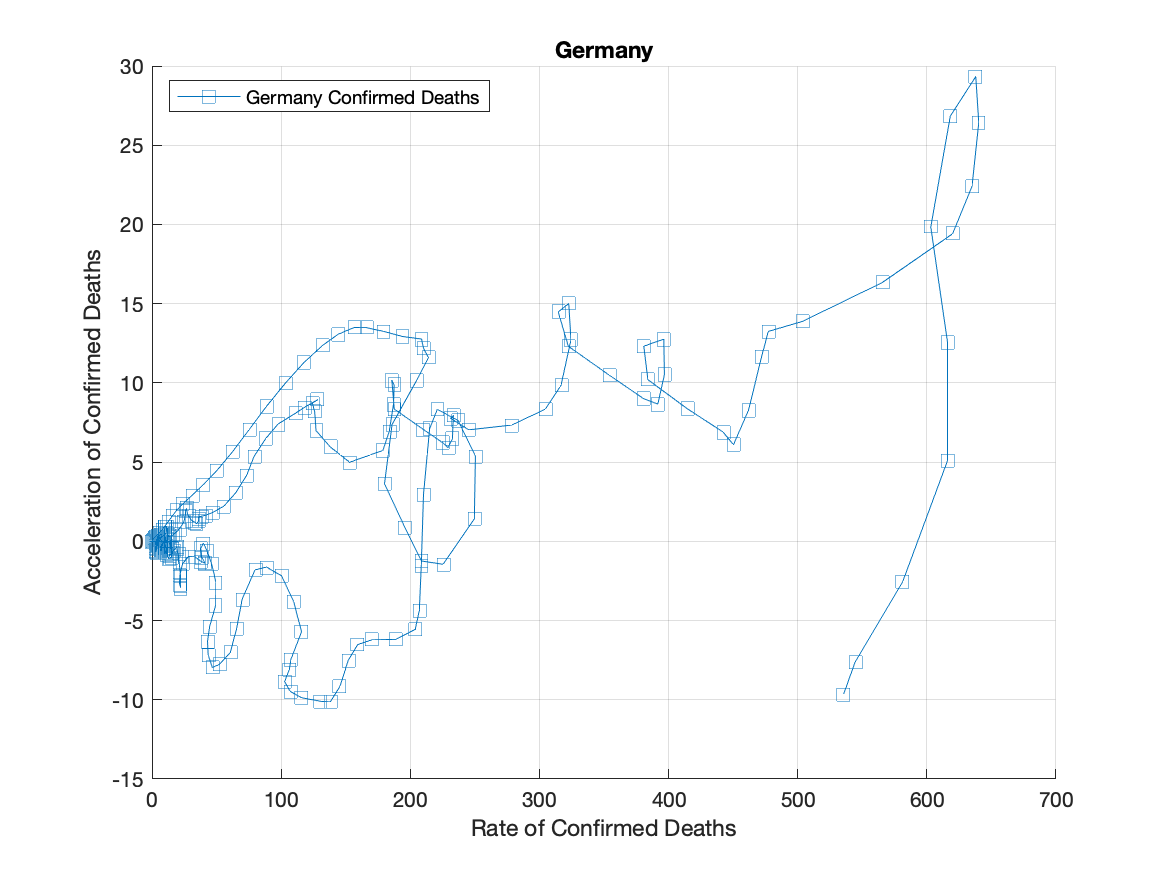 Germany
Germany Confirmed Deaths
30
25
20
15
10
5
0
-5
-10
-15
Acceleration of Confirmed Deaths
0 100 200 300 400 500 600 700
Rate of Confirmed Deaths